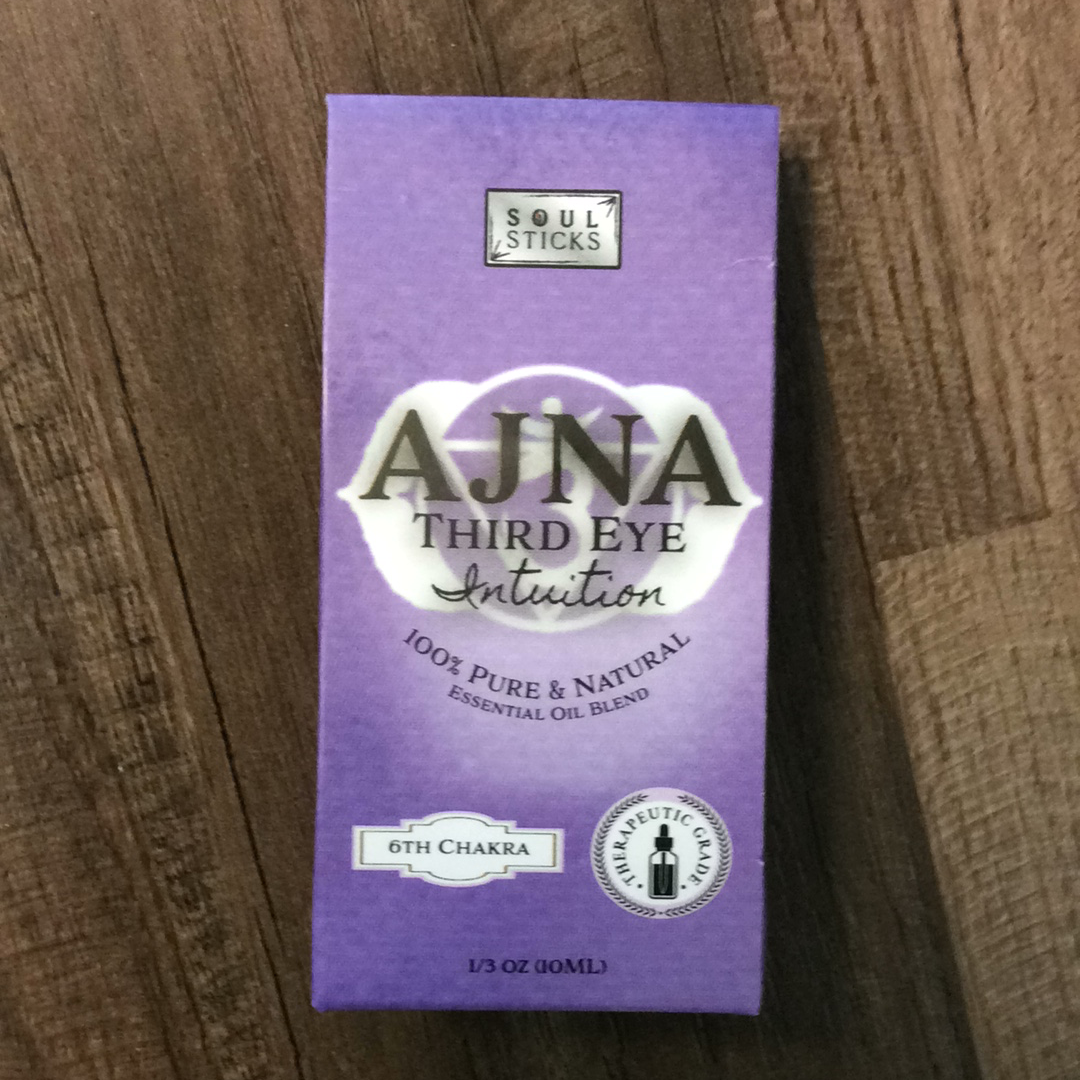 SOUL
STICKS
AJNA
THIRD EYE
Intuition
100% PURE & NATURAL
ESSENTIAL OIL BLEND
6TH CHAKRA
• THERAPEUTIC GRADE •
1/3 OZ (10ML)